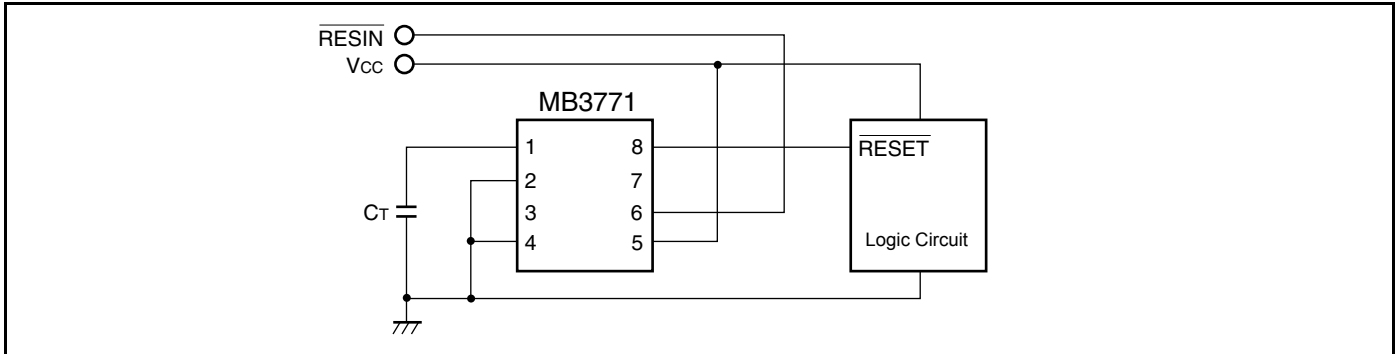 RESIN
VCC
MB3771
1 8
2 7
3 6
4 5
CT
RESET
Logic Circuit